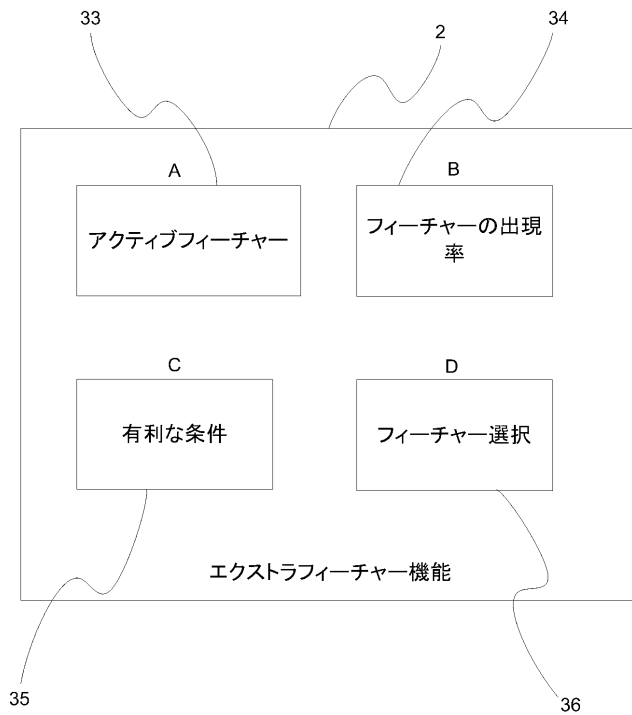 33
2
34
A
B
アクティブフィーチャー
フィーチャーの出現
率
C
D
有利な条件
フィーチャー選択
エクストラフィーチャー機能
35
36